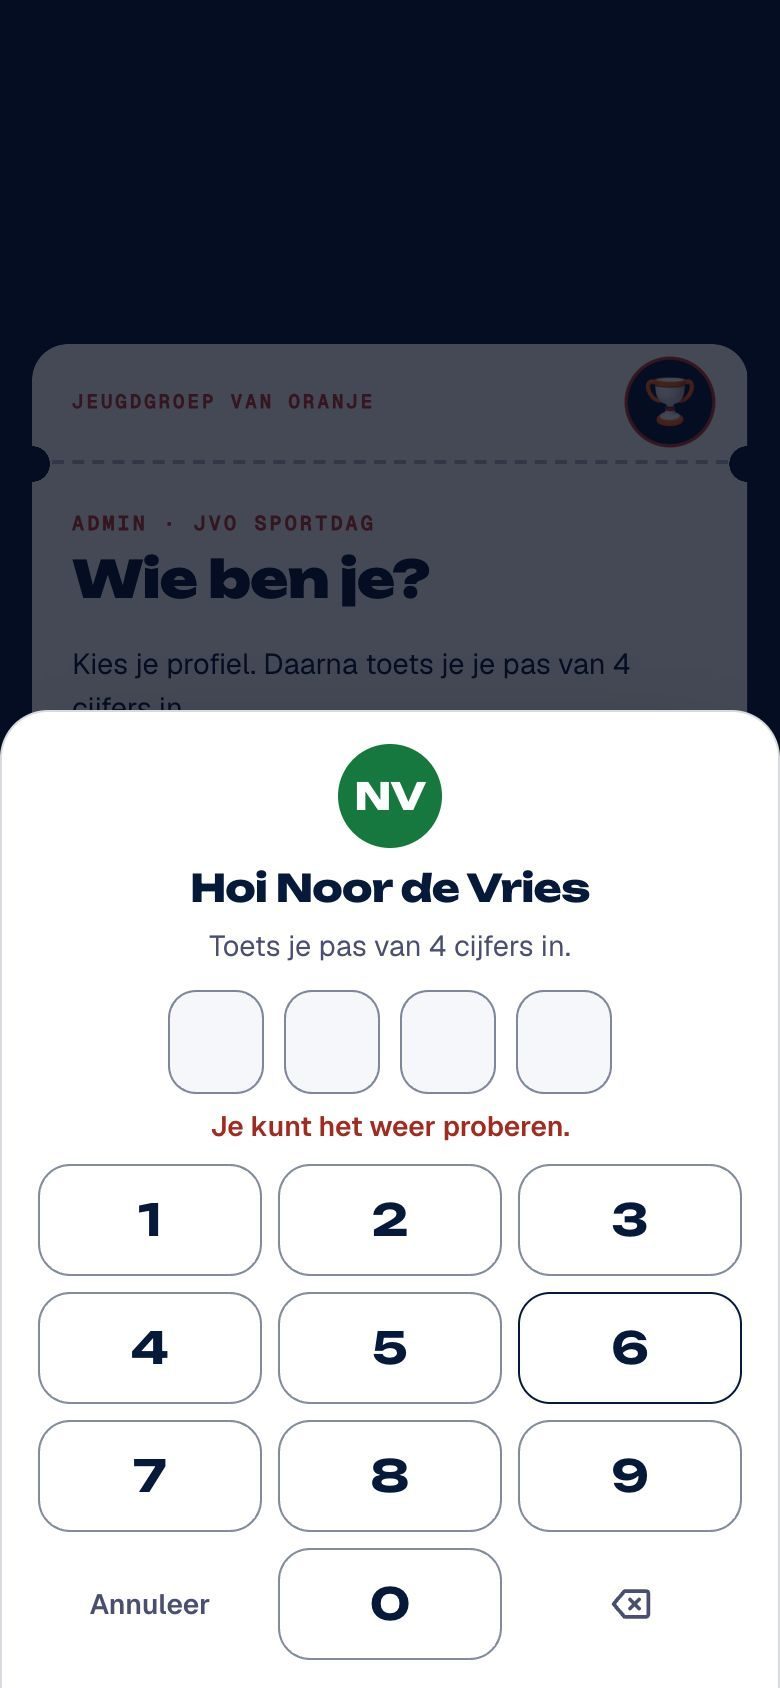 JEUGDGROEP VAN ORANJE
ADMIN · JVO SPORTDAG
Wie ben je?
Kies je profiel. Daarna toets je je pas van 4
cijfers in.
NV
Hoi Noor de Vries
Toets je pas van 4 cijfers in.
Je kunt het weer proberen.
1 2 3
4 5 6
7 8 9
Annuleer 0